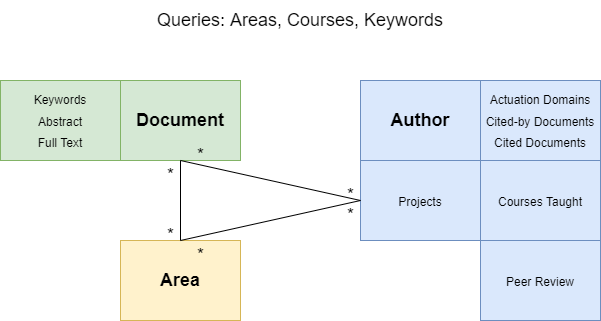 Queries: Areas, Courses, Keywords
Keywords
Abstract
Full Text
Document
Author
Actuation Domains
Cited-by Documents
Cited Documents
*
*
*
*
Projects
Courses Taught
*
*
Area
Peer Review